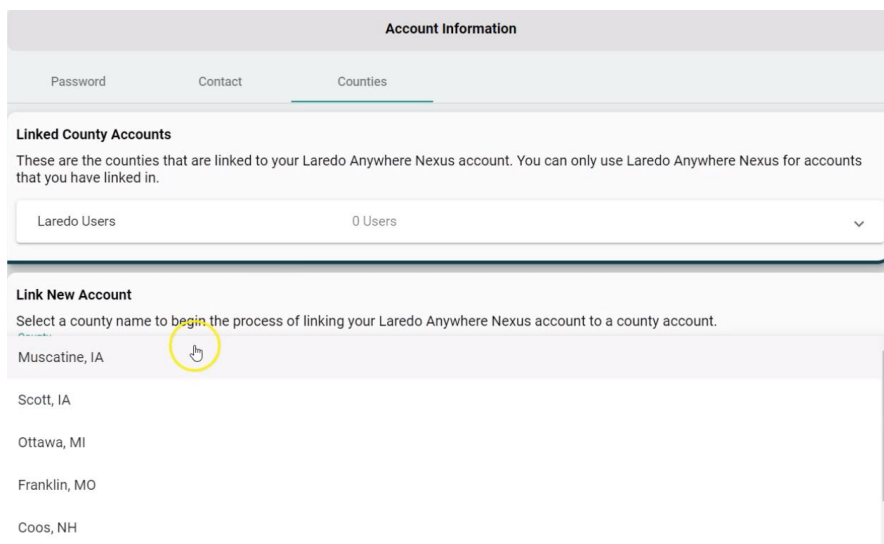 Account Information
Password Contact Counties
Linked County Accounts
These are the counties that are linked to your Laredo Anywhere Nexus account. You can only use Laredo Anywhere Nexus for accounts
that you have linked in.
Laredo Users 0 Users
Link New Account
Select a county name to begin the process of linking your Laredo Anywhere Nexus account to a county account.
County
Muscatine, IA
Scott, IA
Ottawa, MI
Franklin, MO
Coos, NH